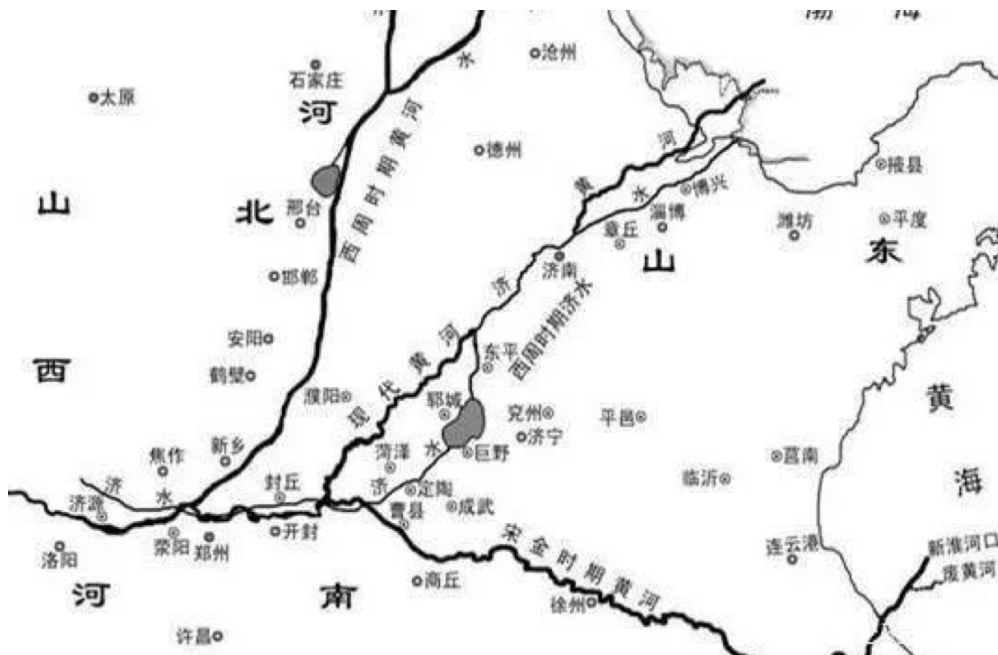 渤海
水
沧州
石家庄
太原
河北
西周时期黄河
德州
黄河
水
博兴
掖县
山西
邢台
淄博
章丘
潍坊
平度
山东
济南
邯郸
济
西周时期济水
安阳
鹤壁
濮阳
现代黄河
东平
郓城
兖州
济宁
平邑
黄海
水
菏泽
巨野
莒南
临沂
新乡
焦作
封丘
济
定陶
成武
曹县
济水
济源
洛阳
荥阳
郑州
开封
连云港
新淮河口
废黄河
宋金时期黄河
河南
商丘
徐州
许昌